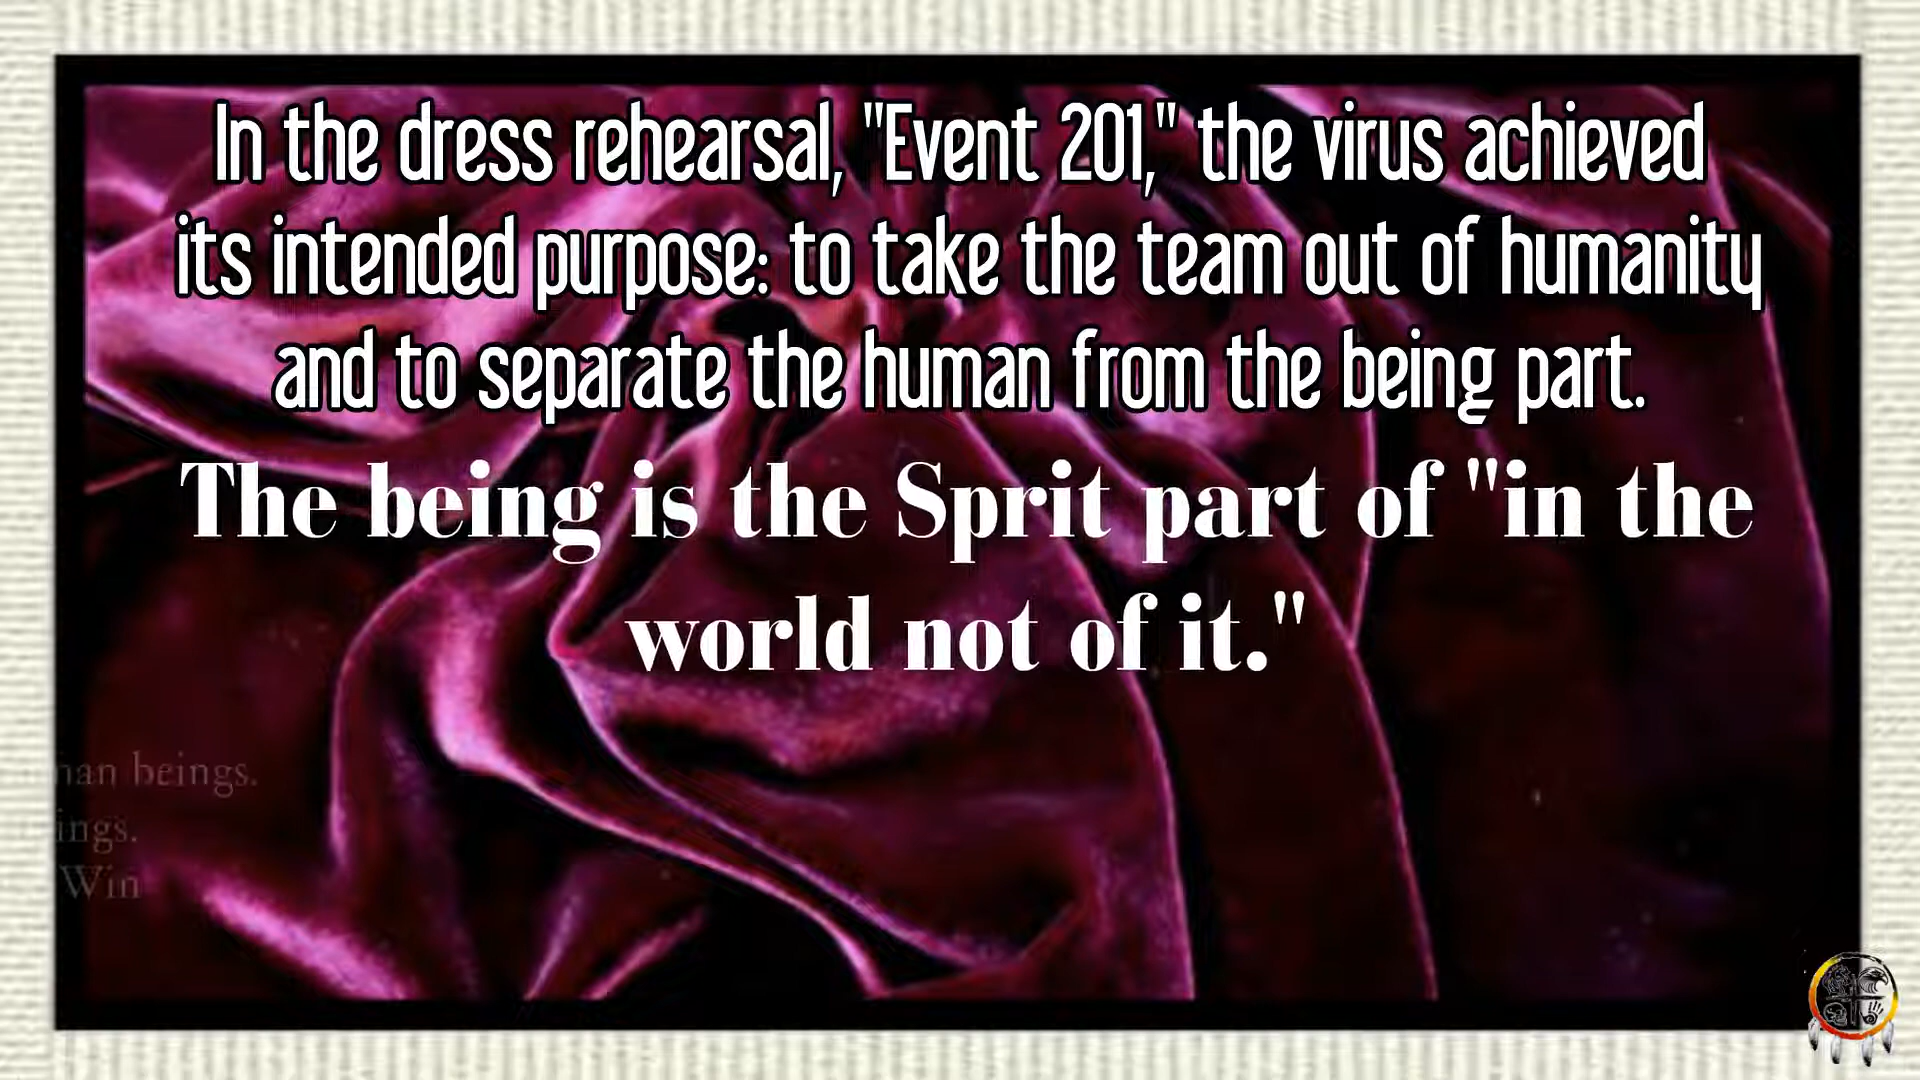 In the dress rehearsal, "Event 201," the virus achieved
its intended purpose: to take the team out of humanity
and to separate the human from the being part.
The being is the Sprit part of "in the
world not of it."
beings.
Win